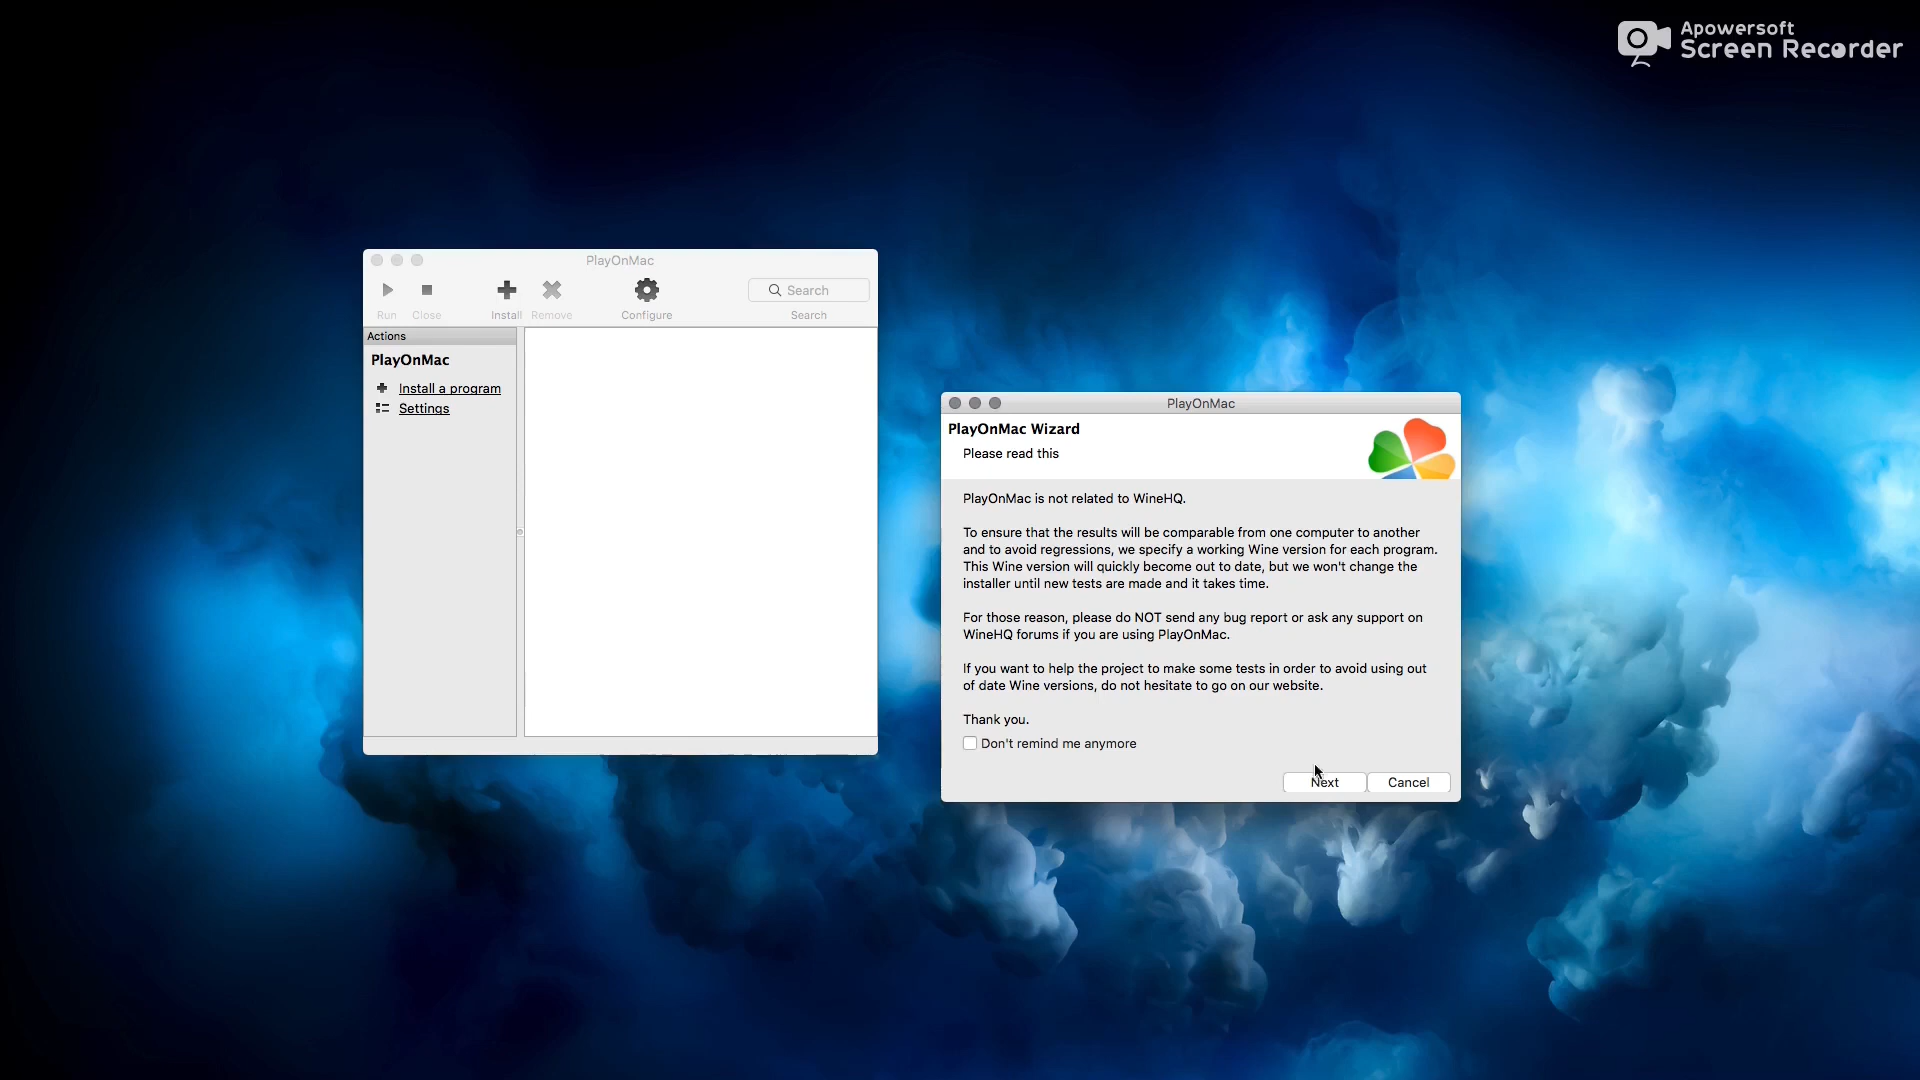 Apowersoft
Screen Recorder
PlayOnMac
Search
Run
Close
Install
Remove
Configure
Search
Actions
PlayOnMac
Install a program
Settings
PlayOnMac
PlayOnMac Wizard
Please read this
PlayOnMac is not related to WineHQ.
To ensure that the results will be comparable from one computer to another
and to avoid regressions, we specify a working Wine version for each program.
This Wine version will quickly become out to date, but we won't change the
installer until new tests are made and it takes time.
For those reason, please do NOT send any bug report or ask any support on
WineHQ forums if you are using PlayOnMac.
If you want to help the project to make some tests in order to avoid using out
of date Wine versions, do not hesitate to go on our website.
Thank you.
Don't remind me anymore
Next
Cancel